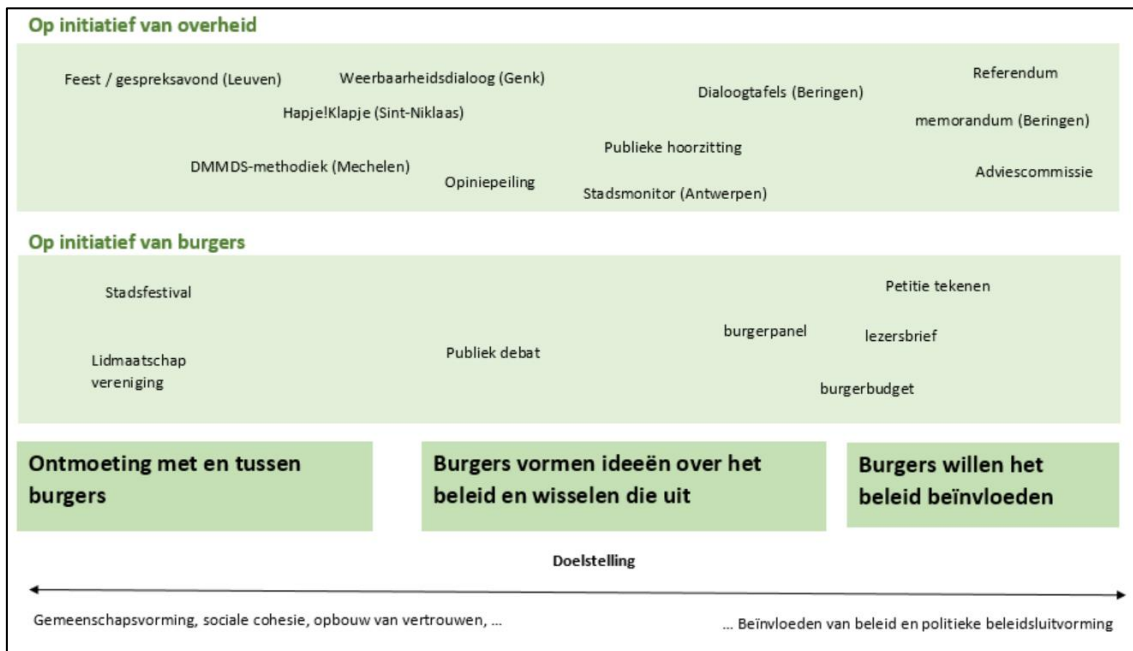 Op initiatief van overheid
Feest / gespreksavond (Leuven)
Weerbaarheidsdialoog (Genk)
Referendum
Dialoogtafels (Beringen)
Hapje!Klapje (Sint-Niklaas)
memorandum (Beringen)
Publieke hoorzitting
DMMDS-methodiek (Mechelen)
Adviescommissie
Opiniepeiling
Stadsmonitor (Antwerpen)
Op initiatief van burgers
Stadsfestival
Petitie tekenen
burgerpanel
lezersbrief
Publiek debat
Lidmaatschap
vereniging
burgerbudget
Ontmoeting met en tussen
burgers
Burgers vormen ideeën over het
beleid en wisselen die uit
Burgers willen het
beleid beïnvloeden
Doelstelling
Gemeenschapsvorming, sociale cohesie, opbouw van vertrouwen, ...
... Beïnvloeden van beleid en politieke beleidsluitvorming